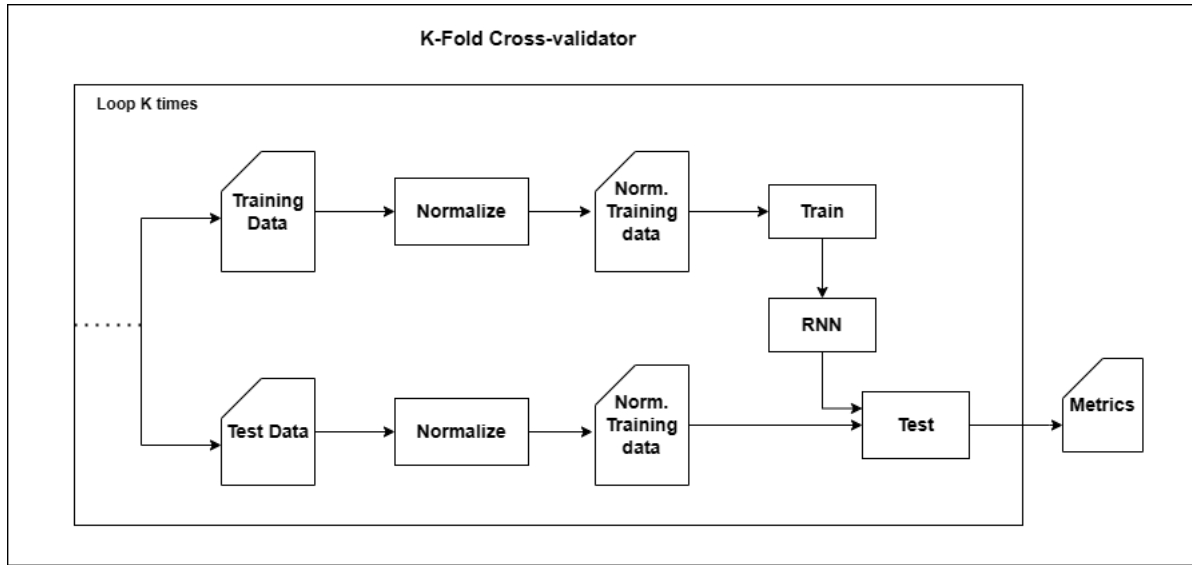 K-Fold Cross-validator
Loop K times
Training
Data
Normalize
Norm.
Training
data
Train
RNN
Test Data
Normalize
Norm.
Training
data
Test
Metrics